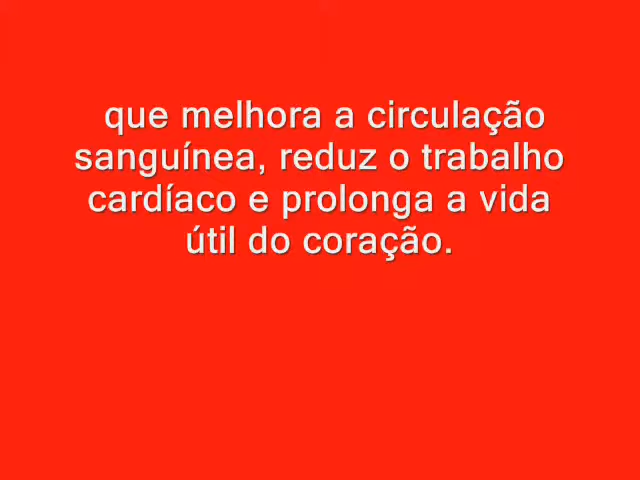 que melhora a circulação
sanguínea, reduz o trabalho
cardíaco e prolonga a vida
útil do coração.